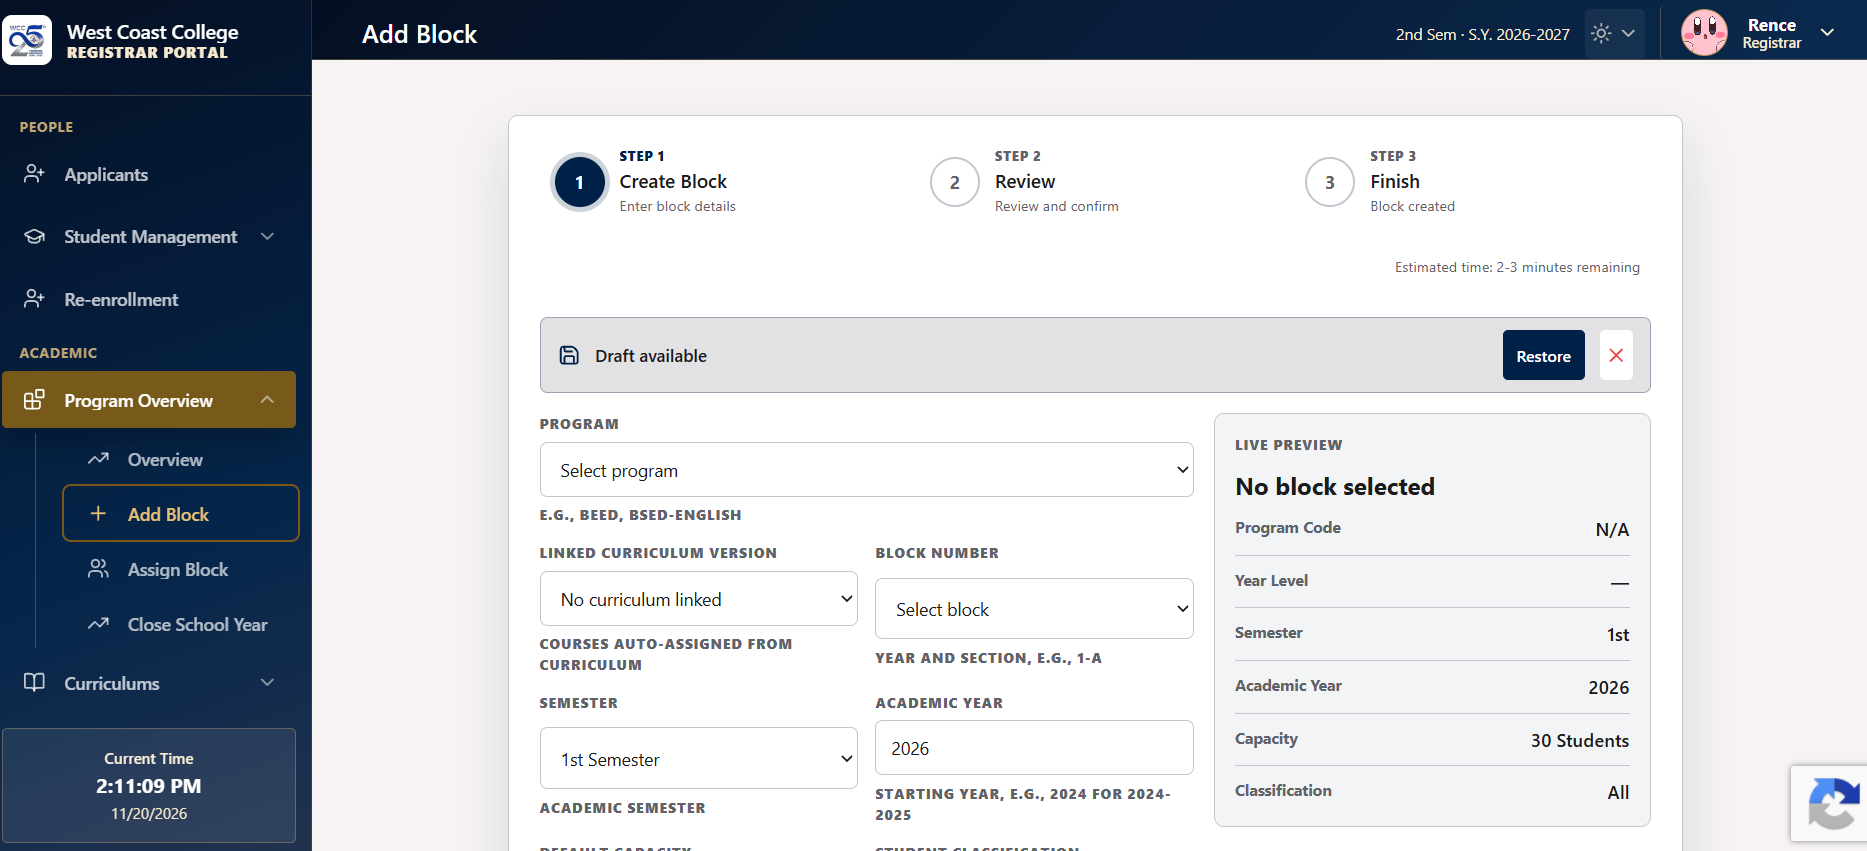 WCC
25
West Coast College
REGISTRAR PORTAL
Add Block
2nd Sem · S.Y. 2026-2027
Rence
Registrar
PEOPLE
Applicants
Student Management
Re-enrollment
ACADEMIC
Program Overview
Overview
Add Block
Assign Block
Close School Year
Curriculums
Current Time
2:11:09 PM
11/20/2026
1
STEP 1
Create Block
Enter block details
2
STEP 2
Review
Review and confirm
3
STEP 3
Finish
Block created
Estimated time: 2-3 minutes remaining
Draft available
Restore
PROGRAM
Select program
E.G., BEED, BSED-ENGLISH
LINKED CURRICULUM VERSION
No curriculum linked
COURSES AUTO-ASSIGNED FROM
CURRICULUM
BLOCK NUMBER
Select block
YEAR AND SECTION, E.G., 1-A
SEMESTER
1st Semester
ACADEMIC SEMESTER
ACADEMIC YEAR
2026
STARTING YEAR, E.G., 2024 FOR 2024-
2025
DEFAULT CAPACITY
STUDENT CLASSIFICATION
LIVE PREVIEW
No block selected
Program Code N/A
Year Level —
Semester 1st
Academic Year 2026
Capacity 30 Students
Classification All